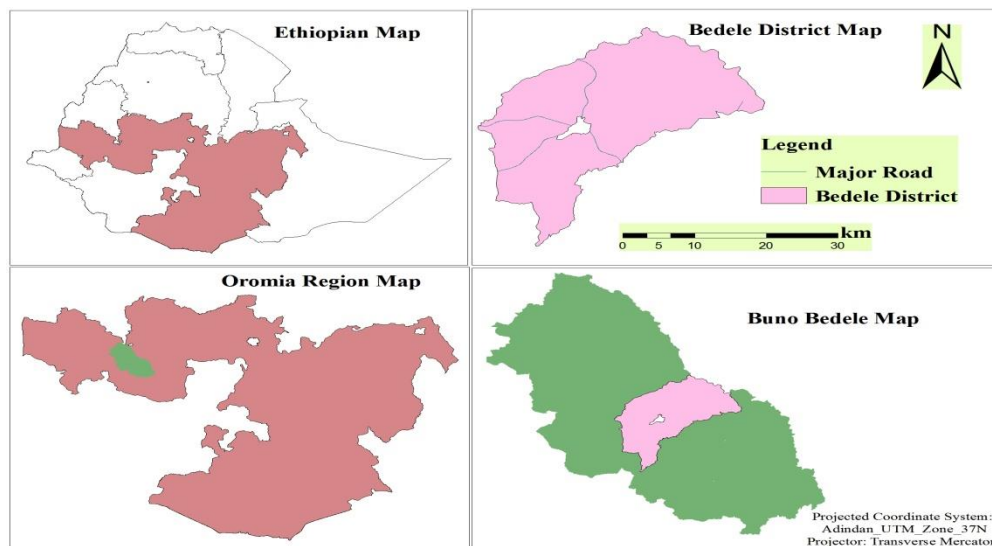 Ethiopian Map
Bedele District Map
N
Legend
Major Road
Bedele District
km
0 5 10 20 30
Oromia Region Map
Buno Bedele Map
Projected Coordinate System:
Adindan_UTM_Zone_37N
Projector: Transverse Mercator